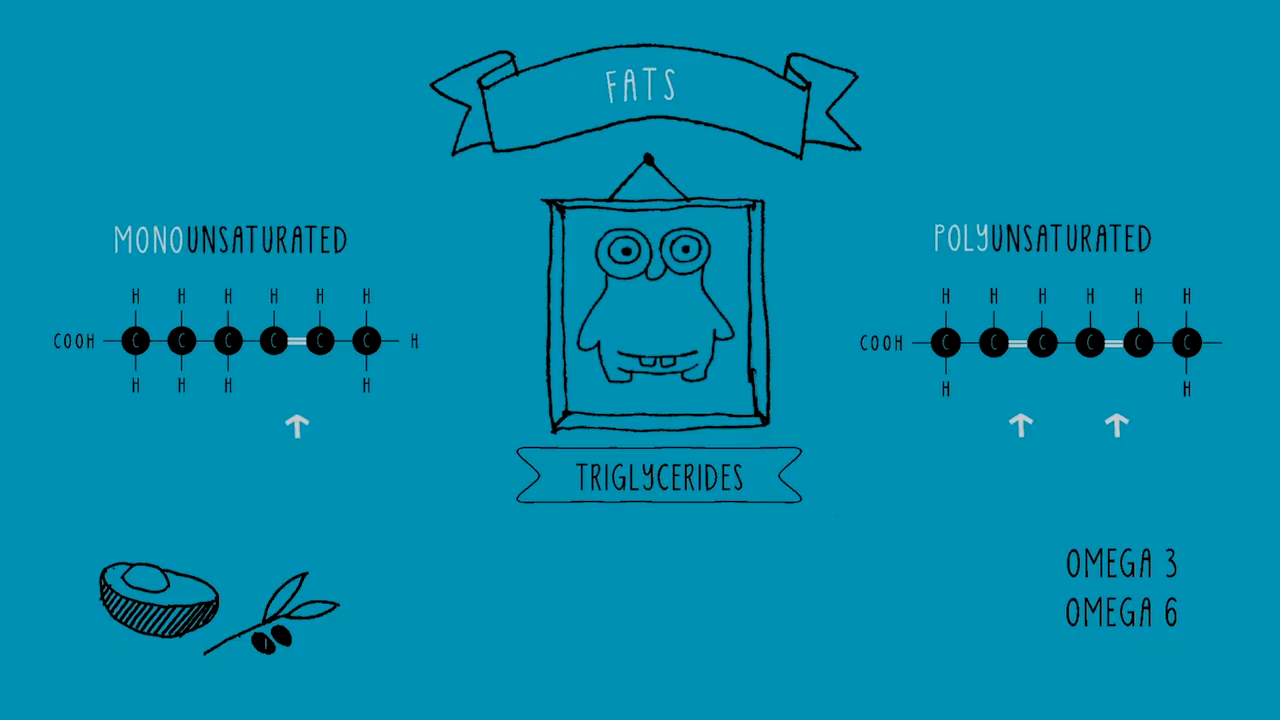 FATS
MONOUNSATURATED
H H H H H H
COOH C C C C C C H
H H H H
POLYUNSATURATED
H H H H H H
COOH C C C C C C
H H
TRIGLYCERIDES
OMEGA 3
OMEGA 6